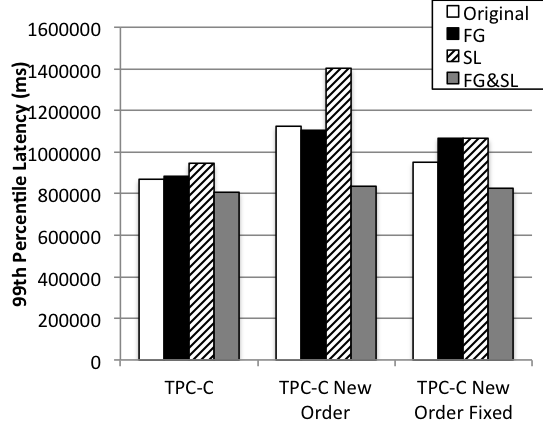 Original
FG
SL
FG&SL
99th Percentile Latency (ms)
1600000
1400000
1200000
1000000
800000
600000
400000
200000
0
TPC-C
TPC-C New
Order
TPC-C New
Order Fixed